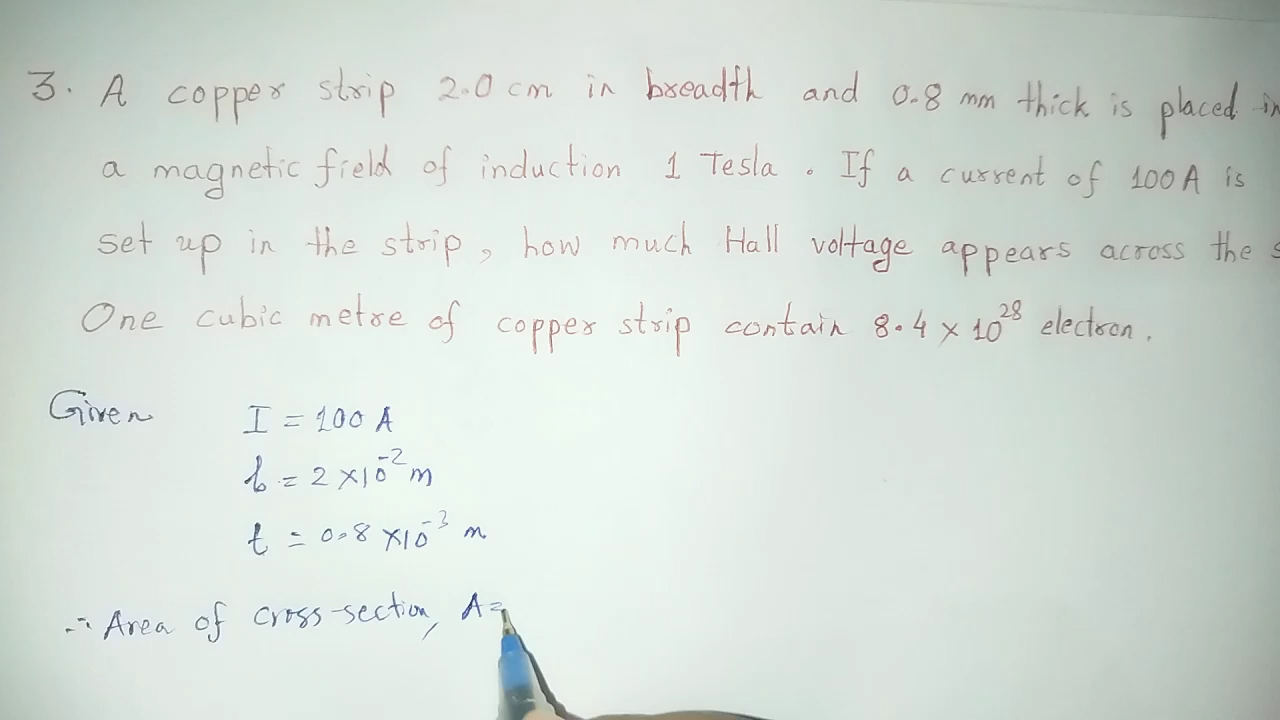 3. A copper strip 2.0 cm in breadth and 0.8 mm thick is placed in
a magnetic field of induction 1 Tesla. If a current of 100A is
set up in the strip, how much Hall voltage appears across the
One cubic metre of copper strip contain 8.4 × 10²⁸ electron.
Given I = 100 A
b = 2 × 10⁻² m
t = 0.8 × 10⁻³ m
∴ Area of cross-section, A =